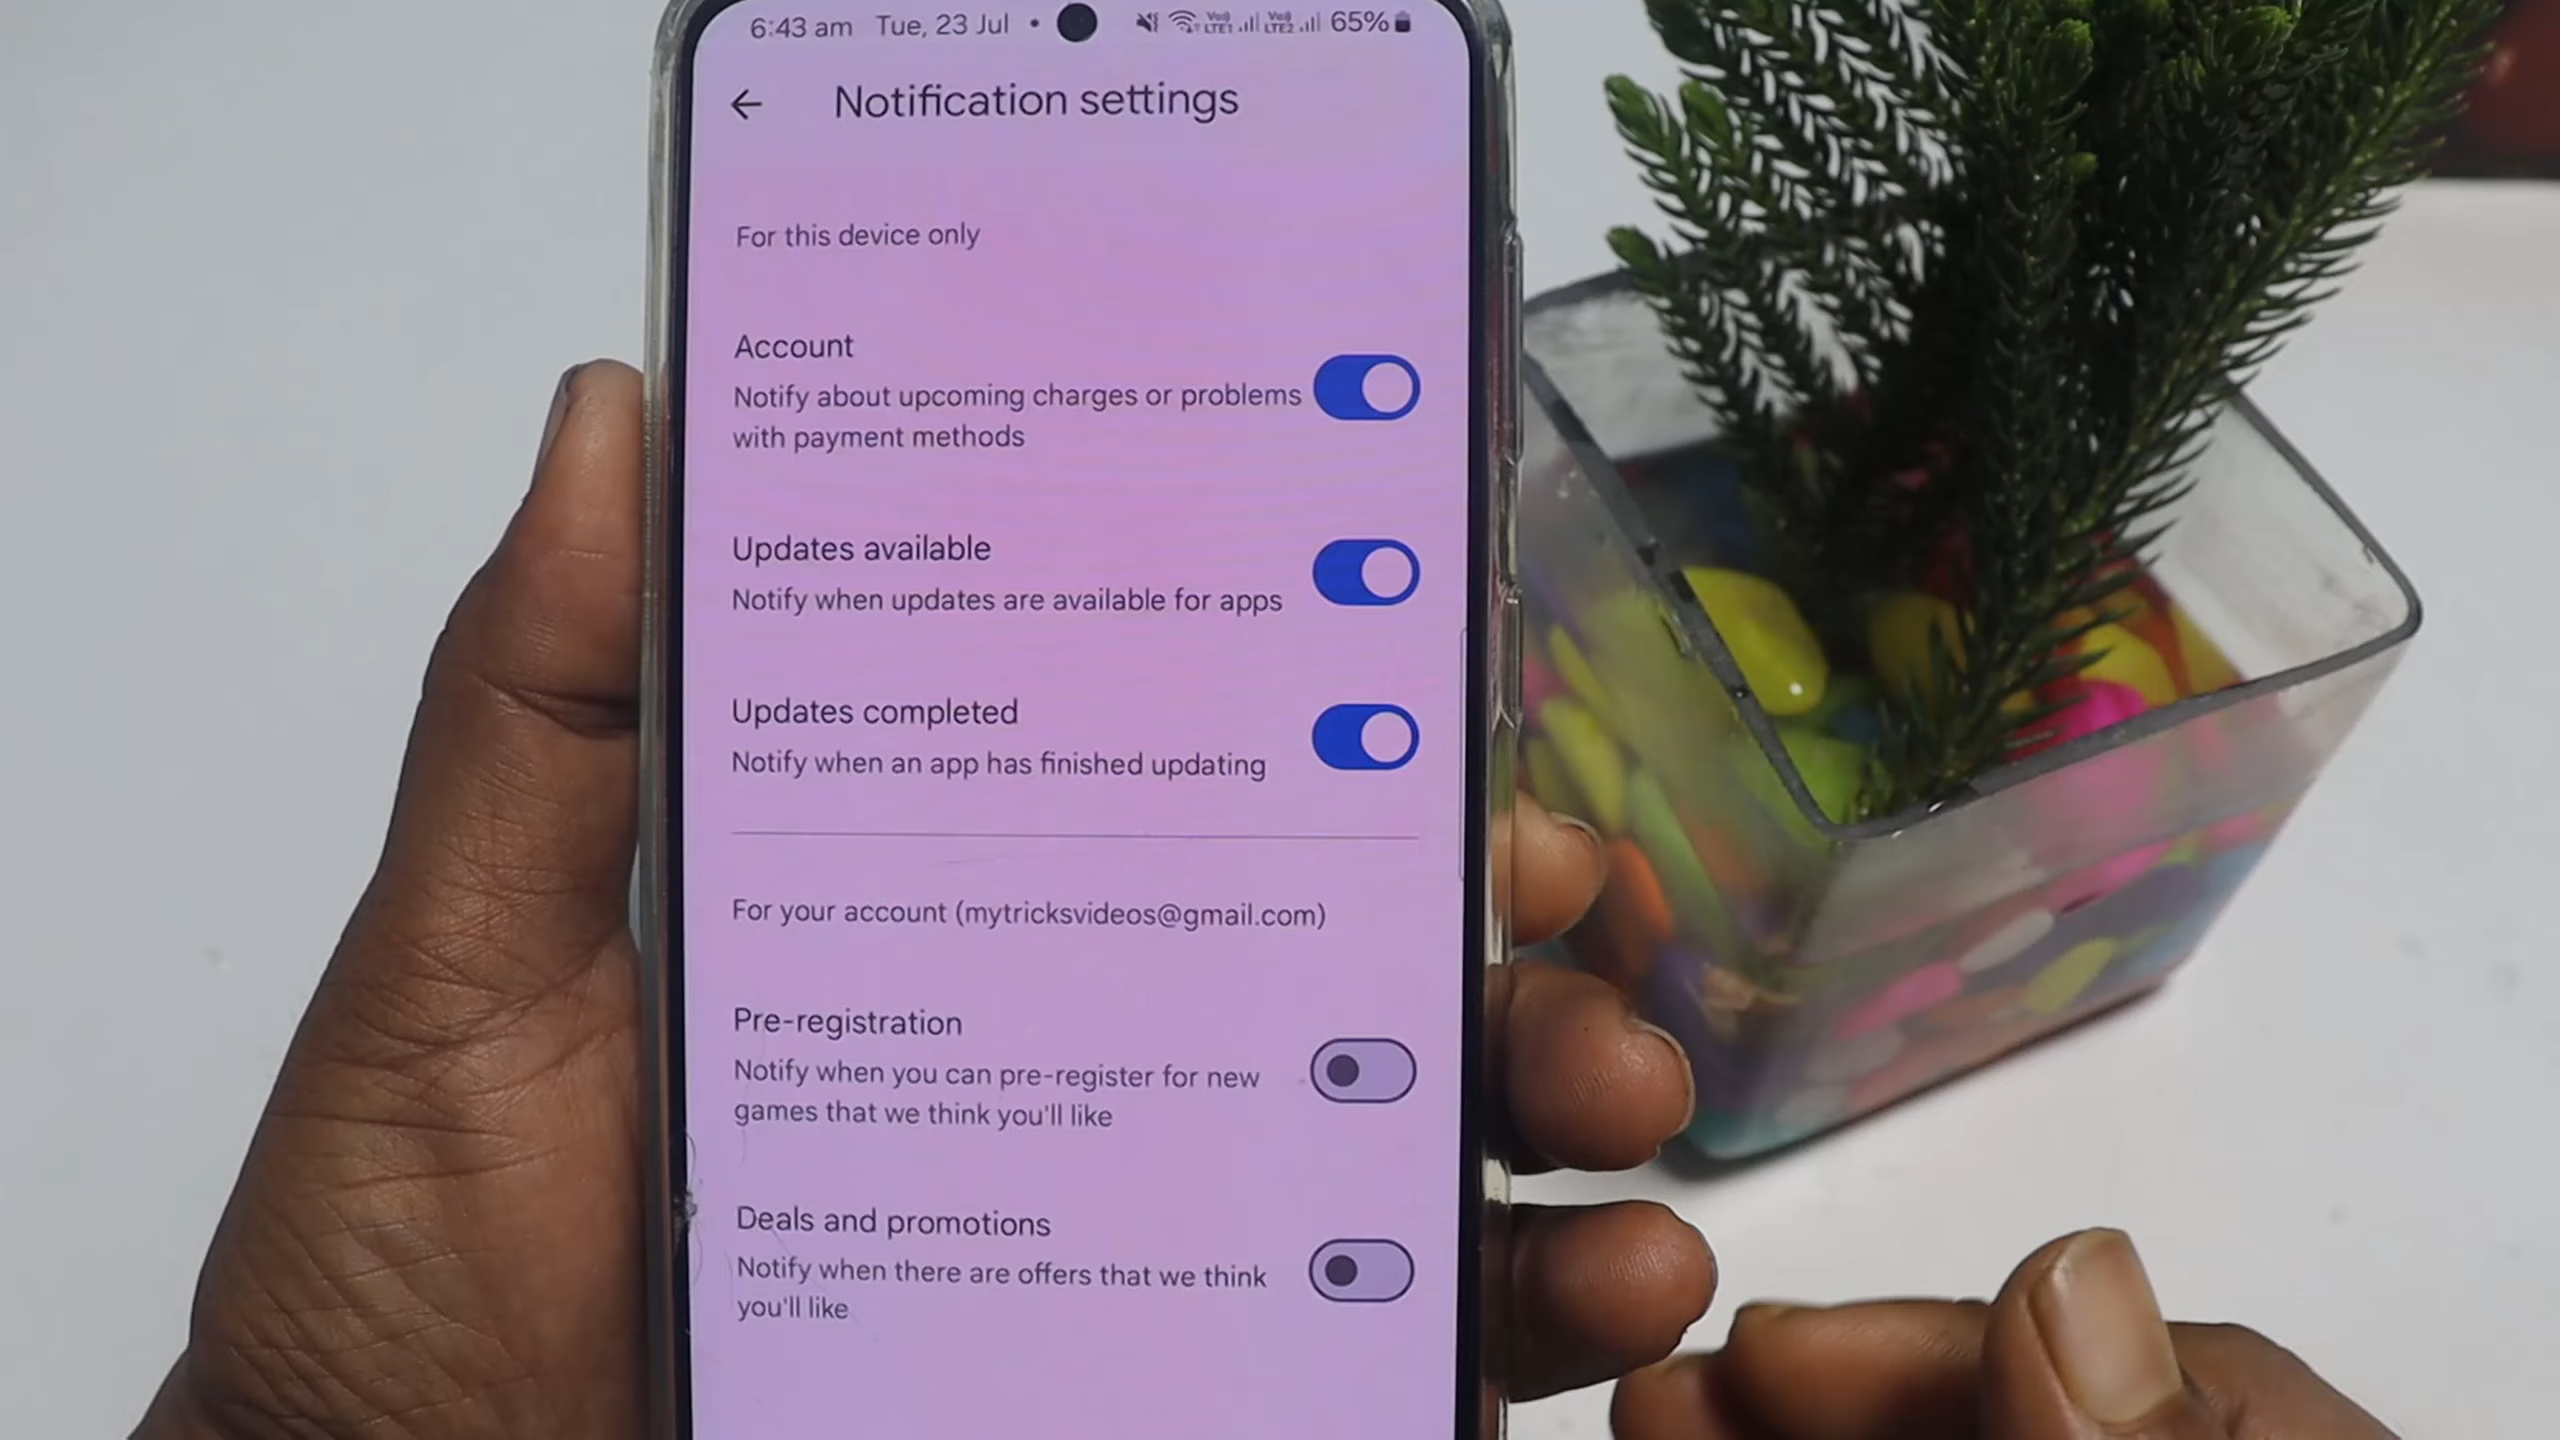 6:43 am Tue, 23 Jul • 65%
Notification settings
For this device only
Account
Notify about upcoming charges or problems
with payment methods
Updates available
Notify when updates are available for apps
Updates completed
Notify when an app has finished updating
For your account (mytricksvideos@gmail.com)
Pre-registration
Notify when you can pre-register for new
games that we think you'll like
Deals and promotions
Notify when there are offers that we think
you'll like